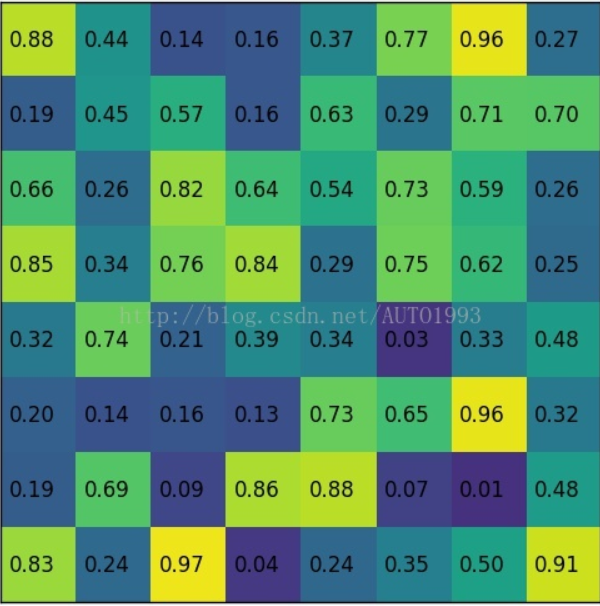 0.88 0.44 0.14 0.16 0.37 0.77 0.96 0.27
0.19 0.45 0.57 0.16 0.63 0.29 0.71 0.70
0.66 0.26 0.82 0.64 0.54 0.73 0.59 0.26
0.85 0.34 0.76 0.84 0.29 0.75 0.62 0.25
http://blog.csdn.net/AUTO1993
0.32 0.74 0.21 0.39 0.34 0.03 0.33 0.48
0.20 0.14 0.16 0.13 0.73 0.65 0.96 0.32
0.19 0.69 0.09 0.86 0.88 0.07 0.01 0.48
0.83 0.24 0.97 0.04 0.24 0.35 0.50 0.91